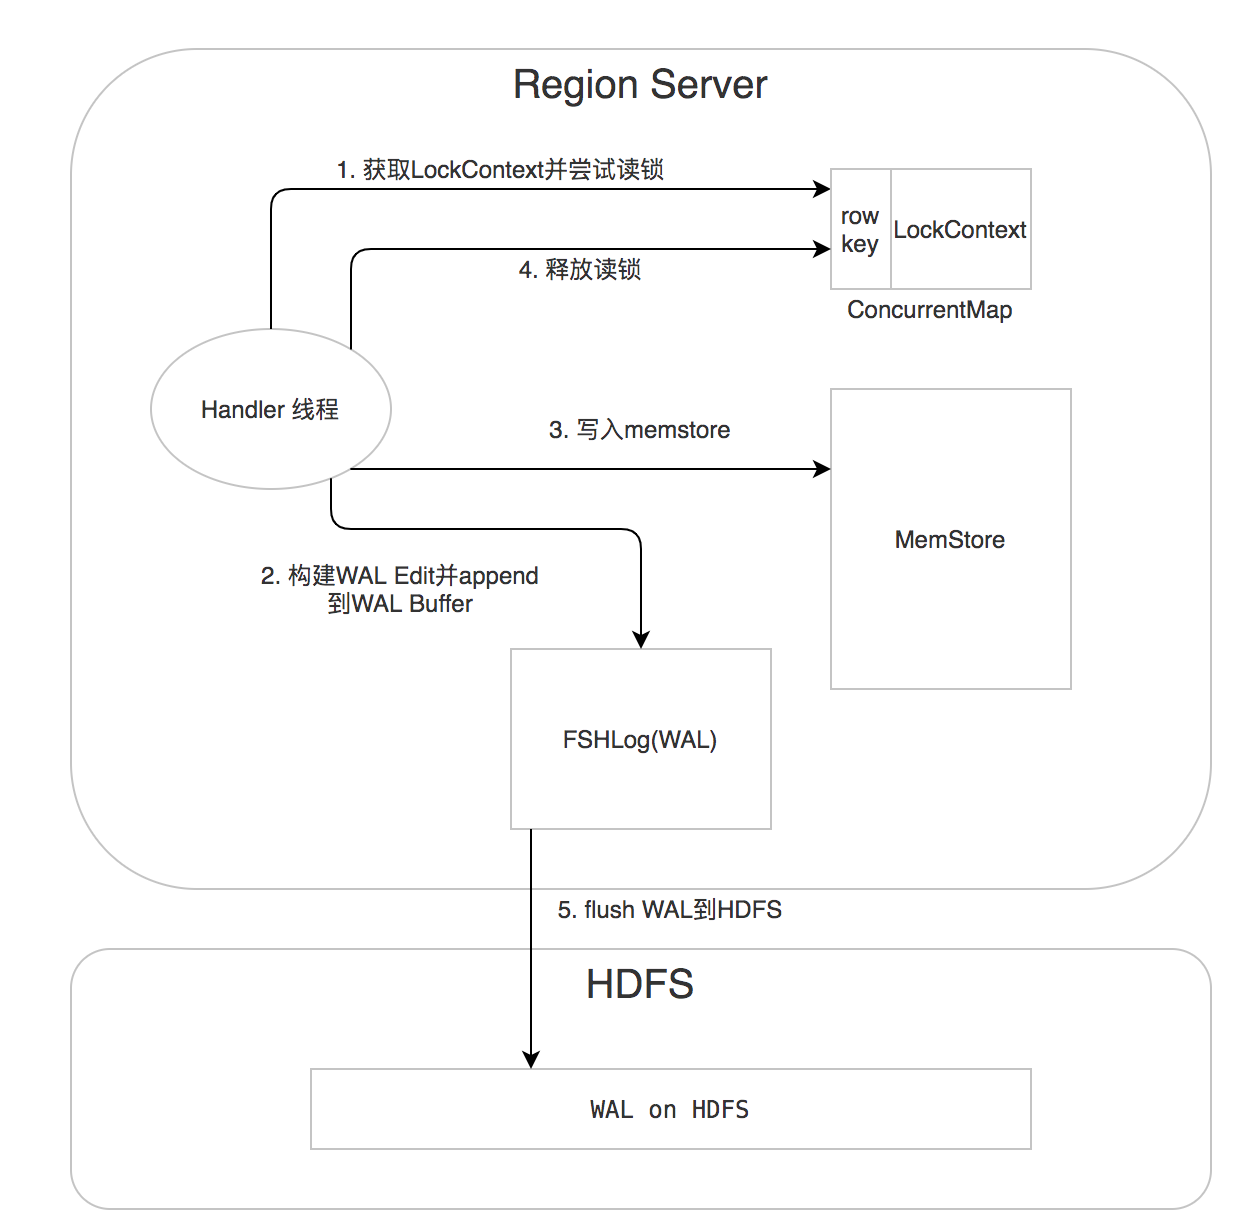 Region Server
1. 获取LockContext并尝试读锁
row
key
LockContext
4. 释放读锁
ConcurrentMap
Handler 线程
3. 写入memstore
MemStore
2. 构建WAL Edit并append
到WAL Buffer
FSHLog(WAL)
5. flush WAL到HDFS
HDFS
WAL on HDFS